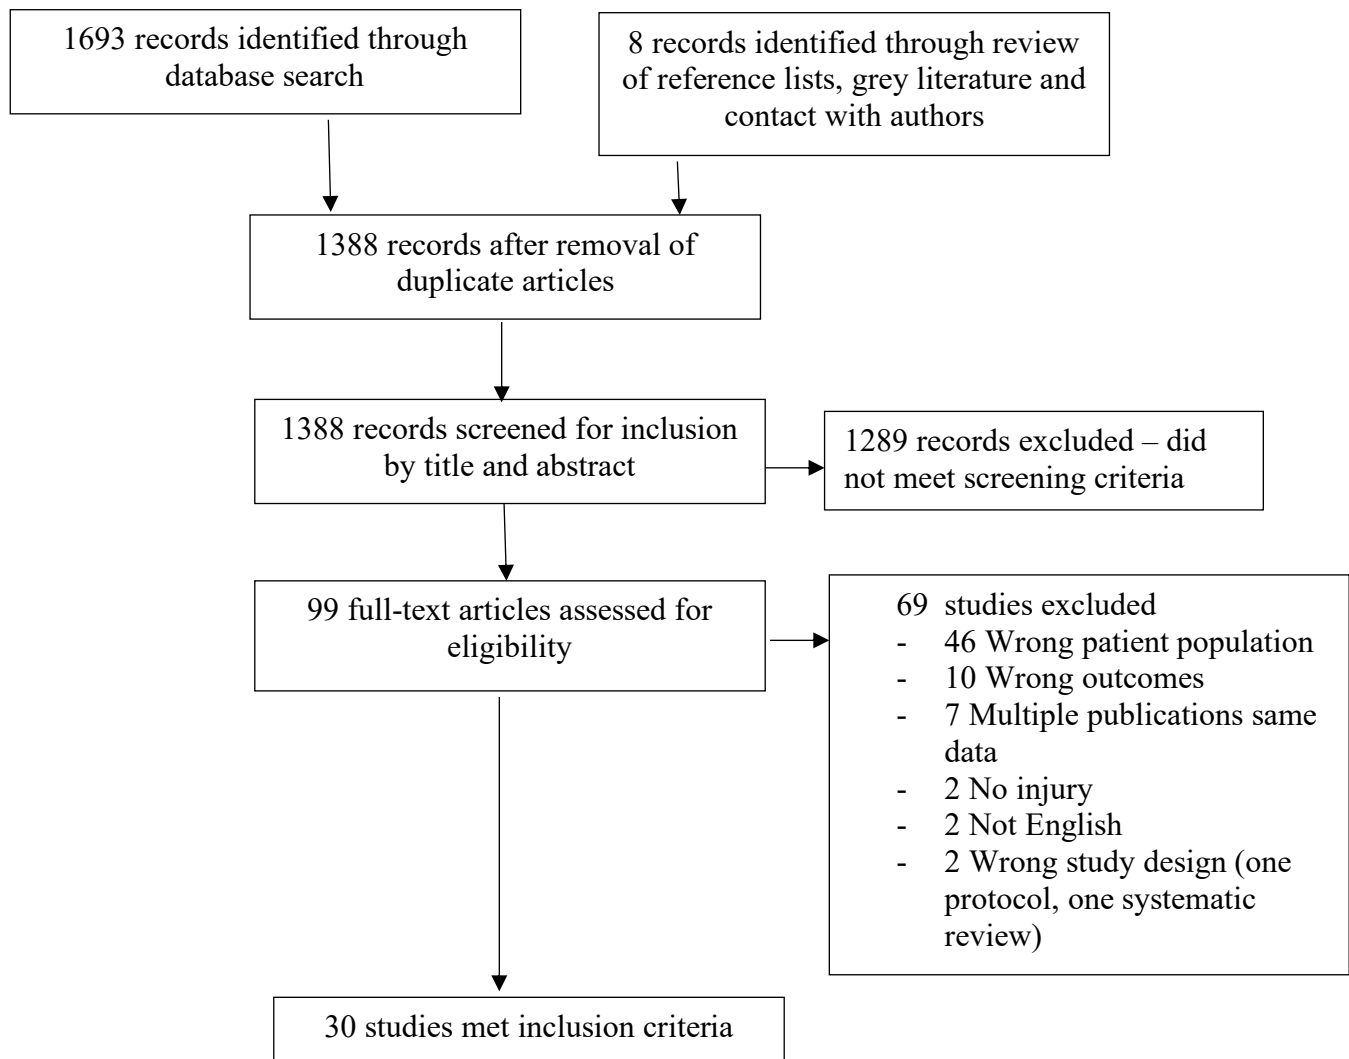 1693 records identified through
database search
8 records identified through review
of reference lists, grey literature and
contact with authors
1388 records after removal of
duplicate articles
1388 records screened for inclusion
by title and abstract
1289 records excluded – did
not meet screening criteria
99 full-text articles assessed for
eligibility
69 studies excluded
- 46 Wrong patient population
- 10 Wrong outcomes
- 7 Multiple publications same
data
- 2 No injury
- 2 Not English
- 2 Wrong study design (one
protocol, one systematic
review)
30 studies met inclusion criteria